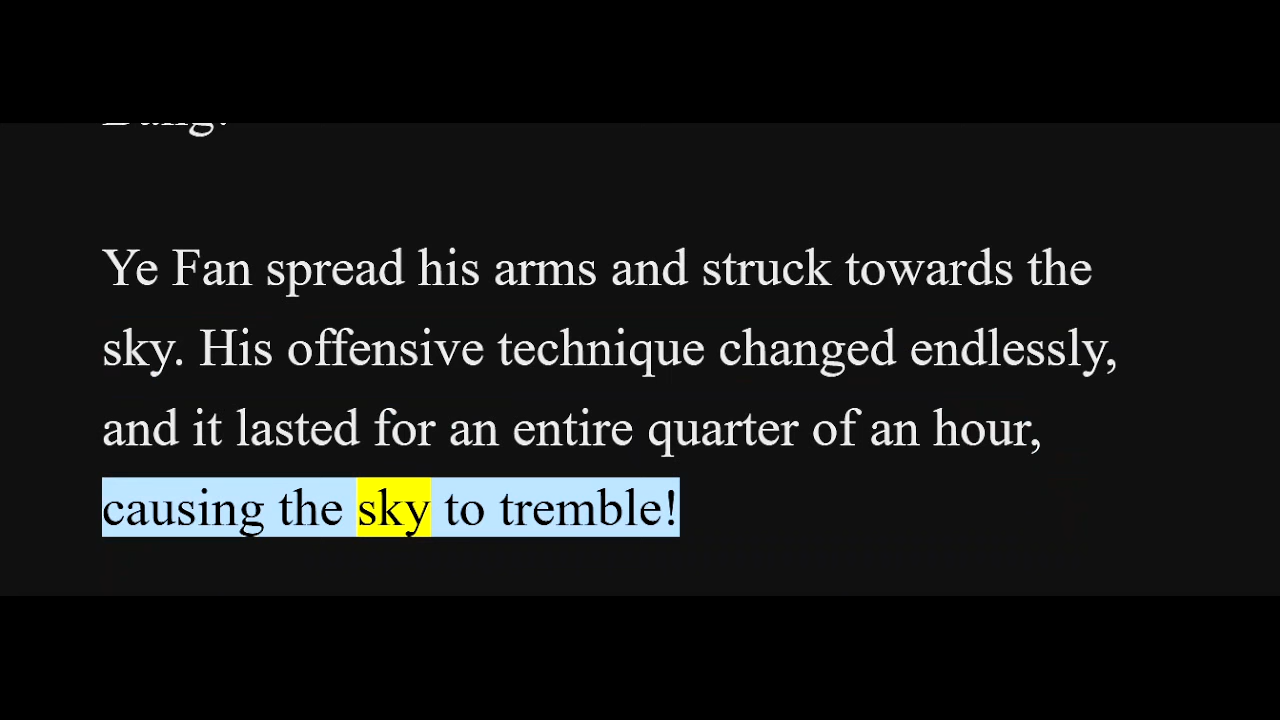 Bang!
Ye Fan spread his arms and struck towards the
sky. His offensive technique changed endlessly,
and it lasted for an entire quarter of an hour,
causing the sky to tremble!